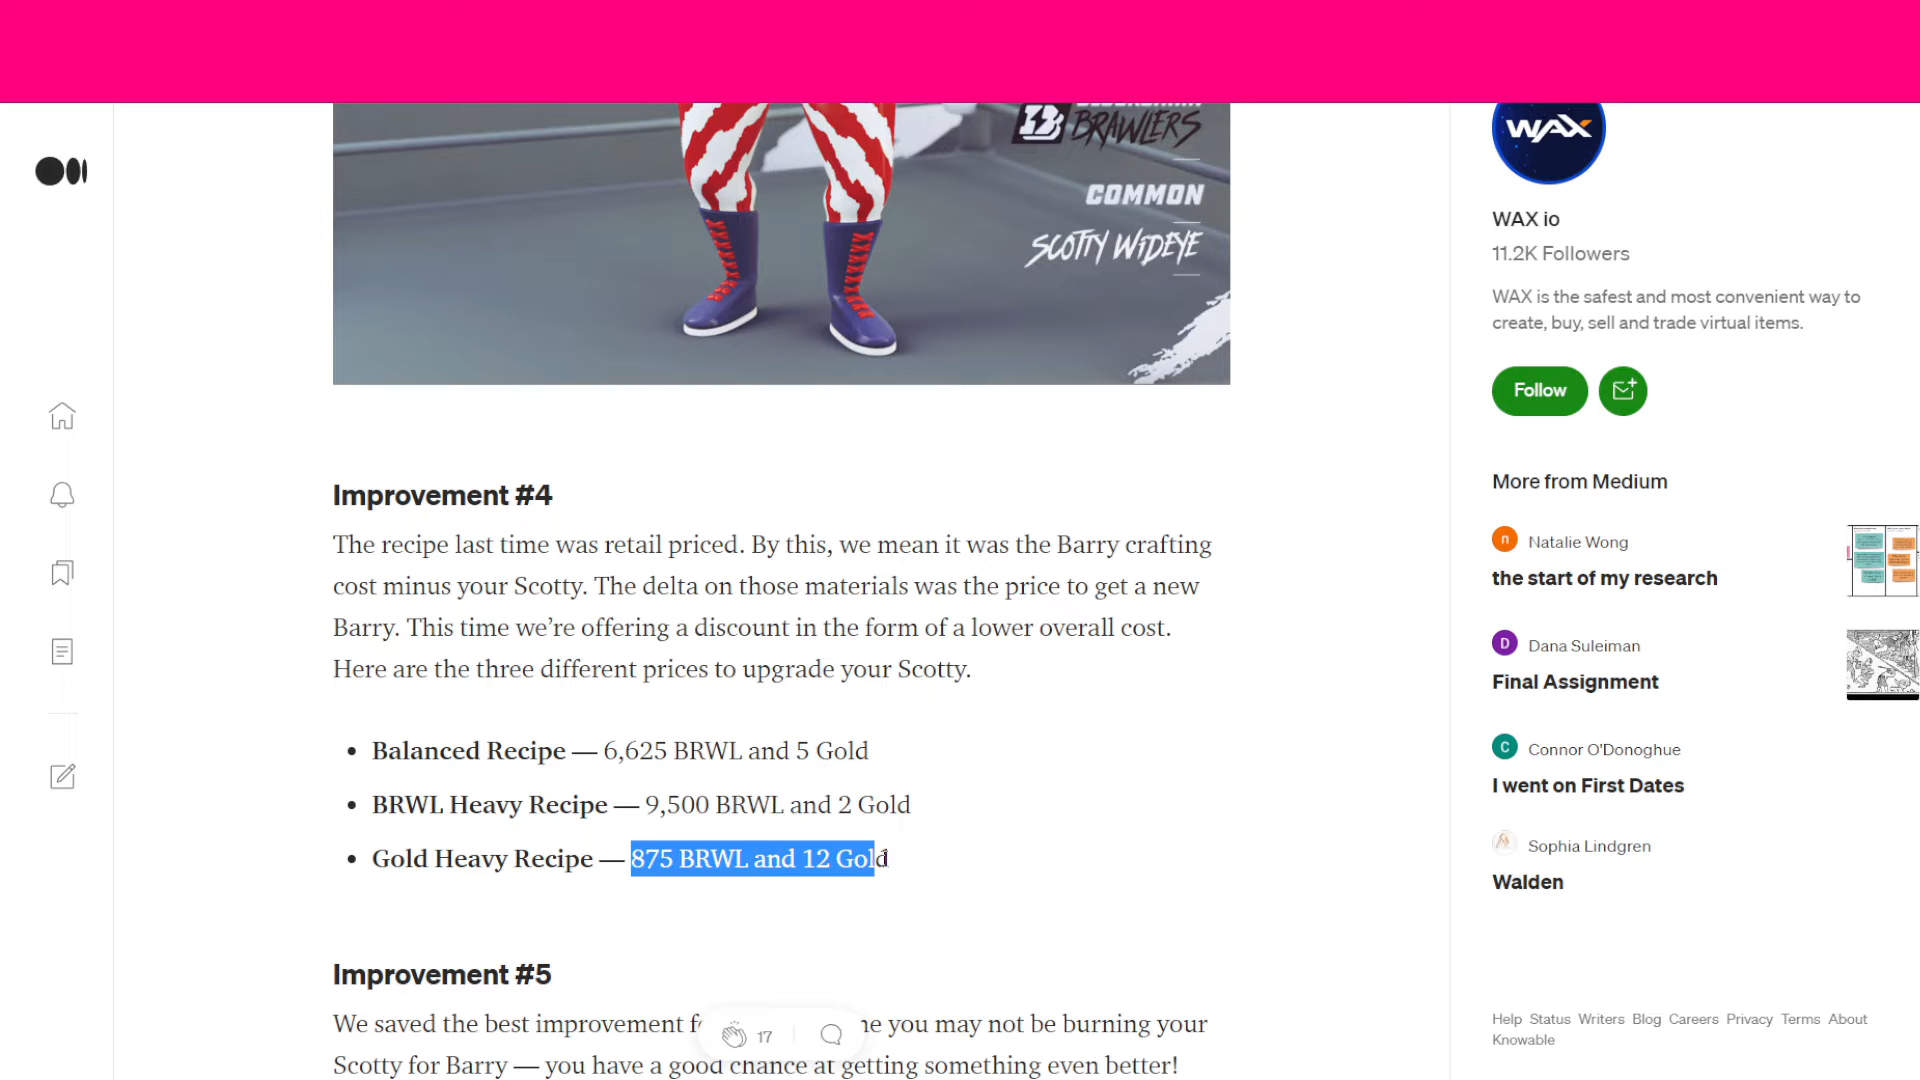 BRAWLERS
COMMON
SCOTTY WIDEYE
Improvement #4
The recipe last time was retail priced. By this, we mean it was the Barry crafting
cost minus your Scotty. The delta on those materials was the price to get a new
Barry. This time we’re offering a discount in the form of a lower overall cost.
Here are the three different prices to upgrade your Scotty.
• Balanced Recipe — 6,625 BRWL and 5 Gold
• BRWL Heavy Recipe — 9,500 BRWL and 2 Gold
• Gold Heavy Recipe — 875 BRWL and 12 Gold
Improvement #5
We saved the best improvement you may not be burning your
Scotty for Barry — you have a good chance at getting something even better!
17
WAX
WAX io
11.2K Followers
WAX is the safest and most convenient way to
create, buy, sell and trade virtual items.
Follow
More from Medium
n Natalie Wong
the start of my research
D Dana Suleiman
Final Assignment
C Connor O'Donoghue
I went on First Dates
Sophia Lindgren
Walden
Help Status Writers Blog Careers Privacy Terms About
Knowable